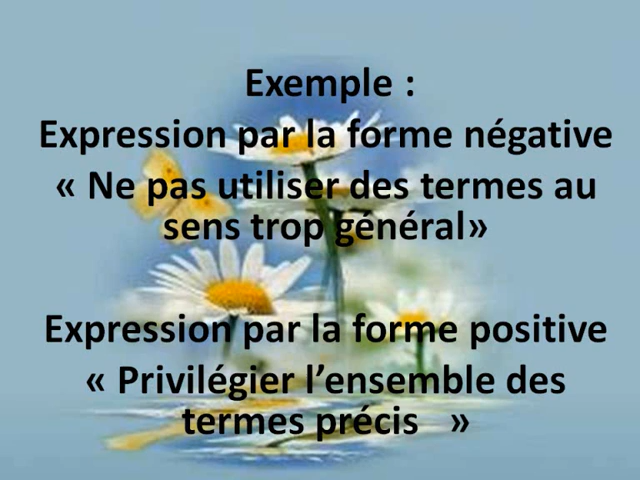 Exemple :
Expression par la forme négative
« Ne pas utiliser des termes au
sens trop général»
Expression par la forme positive
« Privilégier l’ensemble des
termes précis »